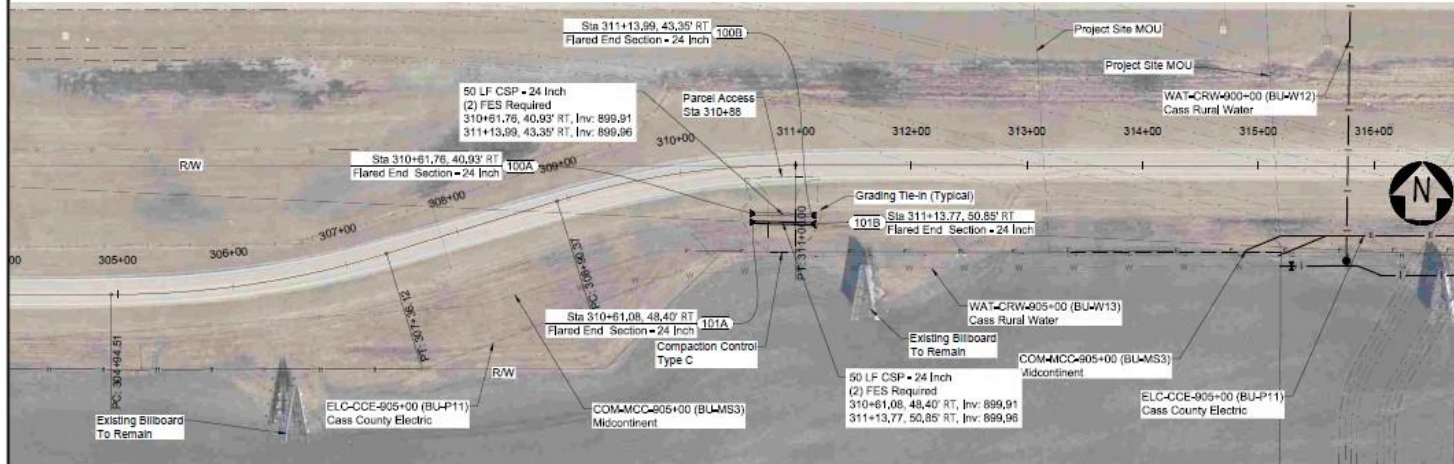 Sta 311+13.99, 43.35' RT
Flared End Section - 24 Inch
100B
Project Site MOU
Project Site MOU
50 LF CSP - 24 Inch
(2) FES Required
310+61.76, 40.93' RT, Inv: 899.91
311+13.99, 43.35' RT, Inv: 899.96
Parcel Access
Sta 310+88
WAT-CRW-900+00 (BU-W12)
Cass Rural Water
310+00
311+00
312+00
313+00
314+00
315+00
316+00
R/W
Sta 310+61.76, 40.93' RT
Flared End Section - 24 Inch
100A
309+00
308+00
307+00
306+00
305+00
00
N
Grading Tie-in (Typical)
101B
Sta 311+13.77, 50.85' RT
Flared End Section - 24 Inch
PT: 311+00.00
PC: 308+90.37
PT: 307+36.12
PC: 304+94.51
Sta 310+61.08, 48.40' RT
Flared End Section - 24 Inch
101A
Compaction Control
Type C
WAT-CRW-905+00 (BU-W13)
Cass Rural Water
Existing Billboard
To Remain
COM-MCC-905+00 (BU-MS3)
Midcontinent
R/W
50 LF CSP - 24 Inch
(2) FES Required
310+61.08, 48.40' RT, Inv: 899.91
311+13.77, 50.85' RT, Inv: 899.96
ELC-CCE-905+00 (BU-P11)
Cass County Electric
ELC-CCE-905+00 (BU-P11)
Cass County Electric
COM-MCC-905+00 (BU-MS3)
Midcontinent
Existing Billboard
To Remain